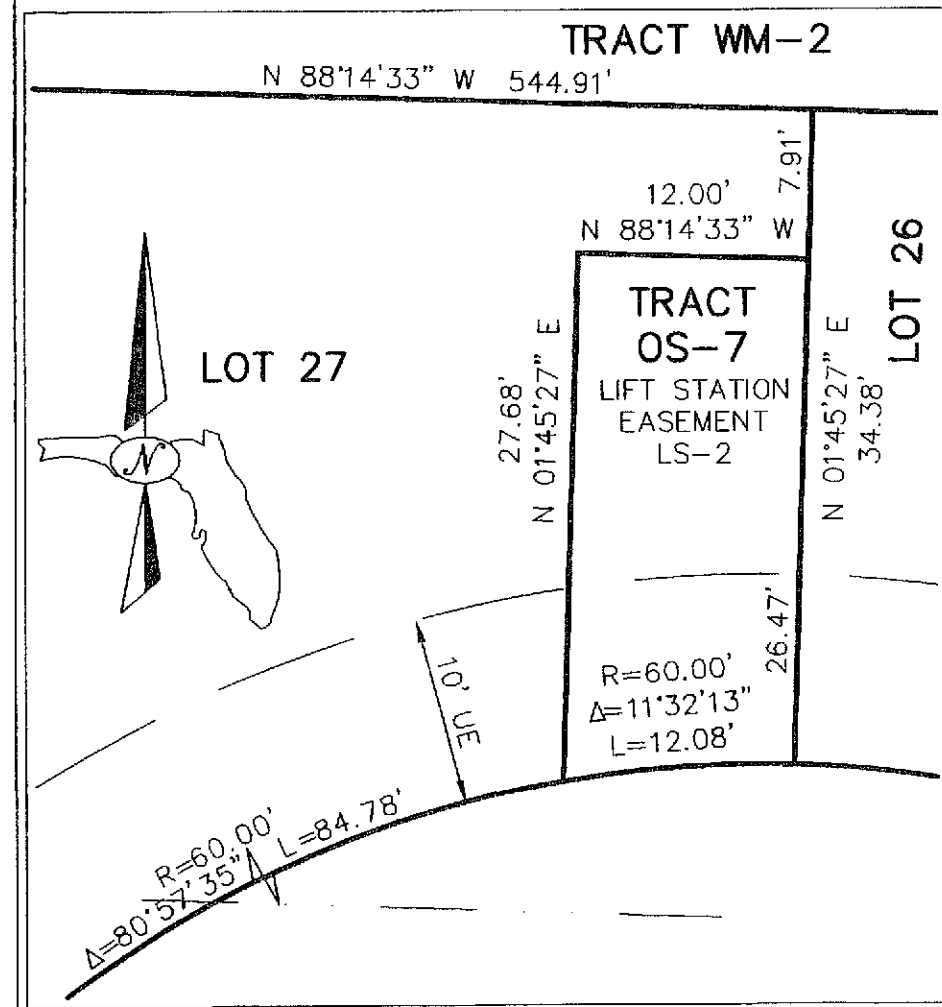 TRACT WM-2
N 88°14'33" W 544.91'
7.91'
12.00'
N 88°14'33" W
LOT 26
TRACT
OS-7
LIFT STATION
EASEMENT
LS-2
LOT 27
N
27.68'
N 01°45'27" E
N 01°45'27" E
34.38'
26.47'
10' UE
R=60.00'
Δ=11°32'13"
L=12.08'
R=60.00'
Δ=80°57'35"
L=84.78'